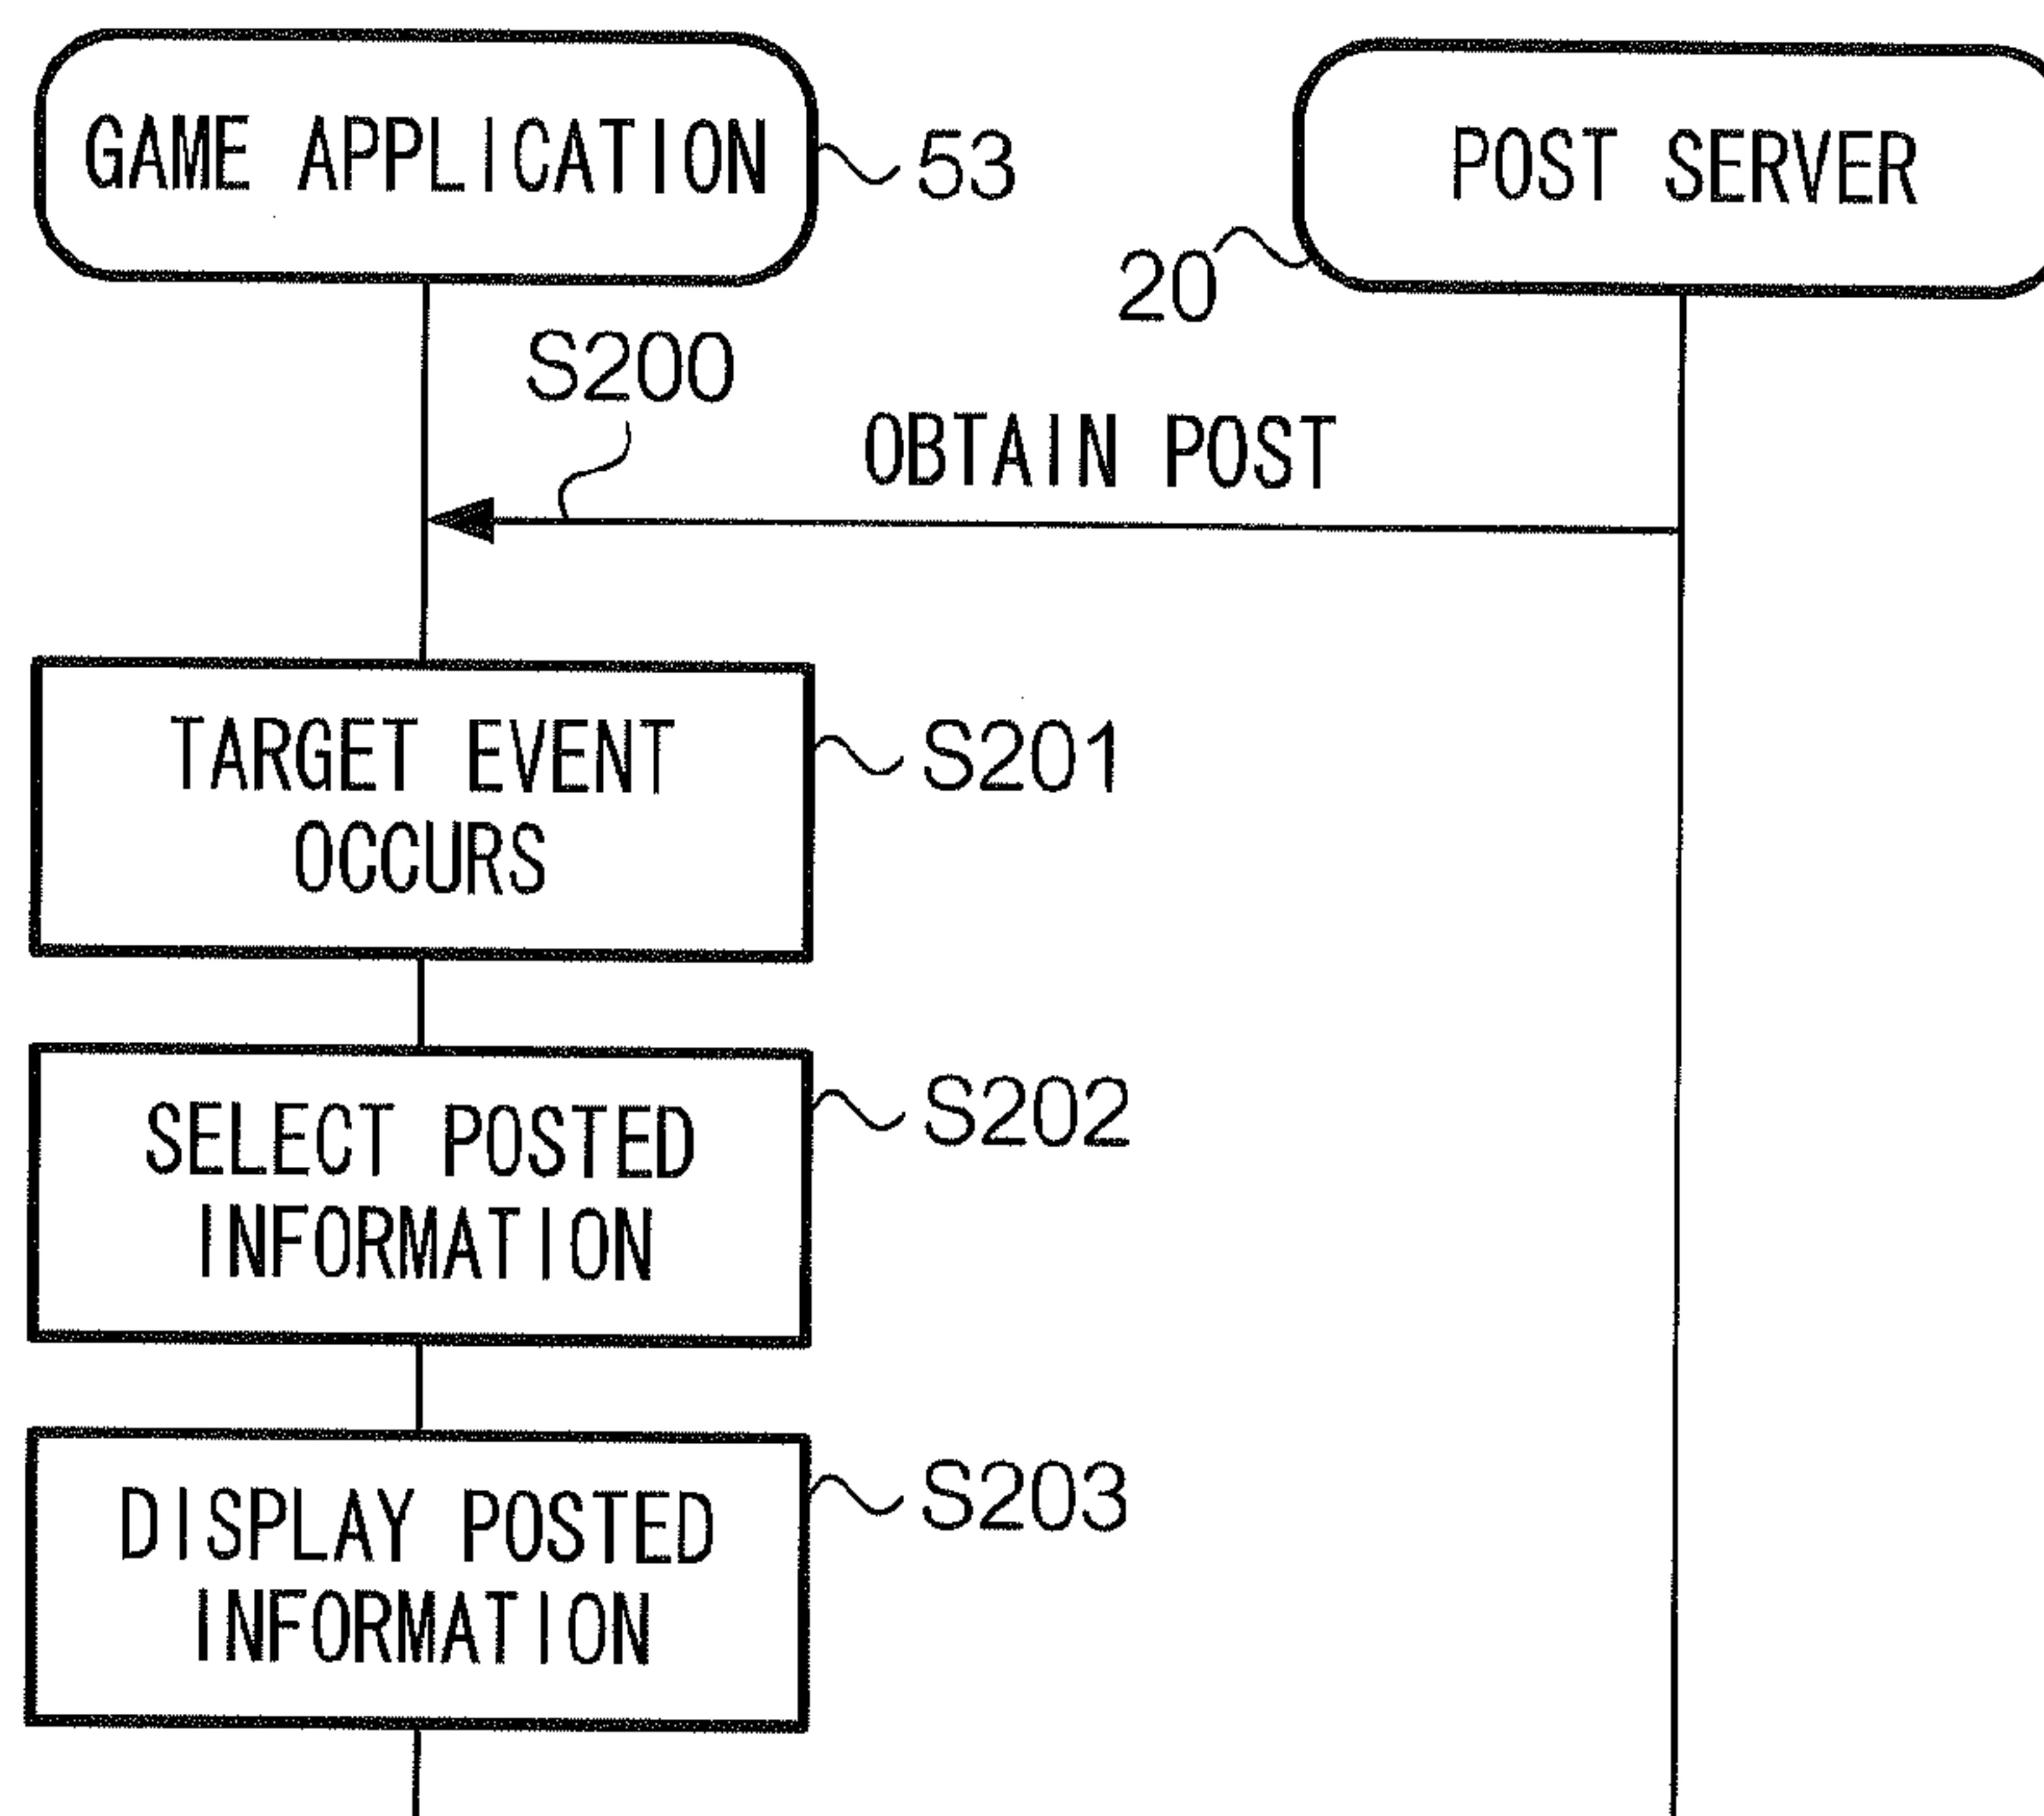 GAME APPLICATION
53
POST SERVER
20
S200
OBTAIN POST
TARGET EVENT
OCCURS
S201
SELECT POSTED
INFORMATION
S202
DISPLAY POSTED
INFORMATION
S203